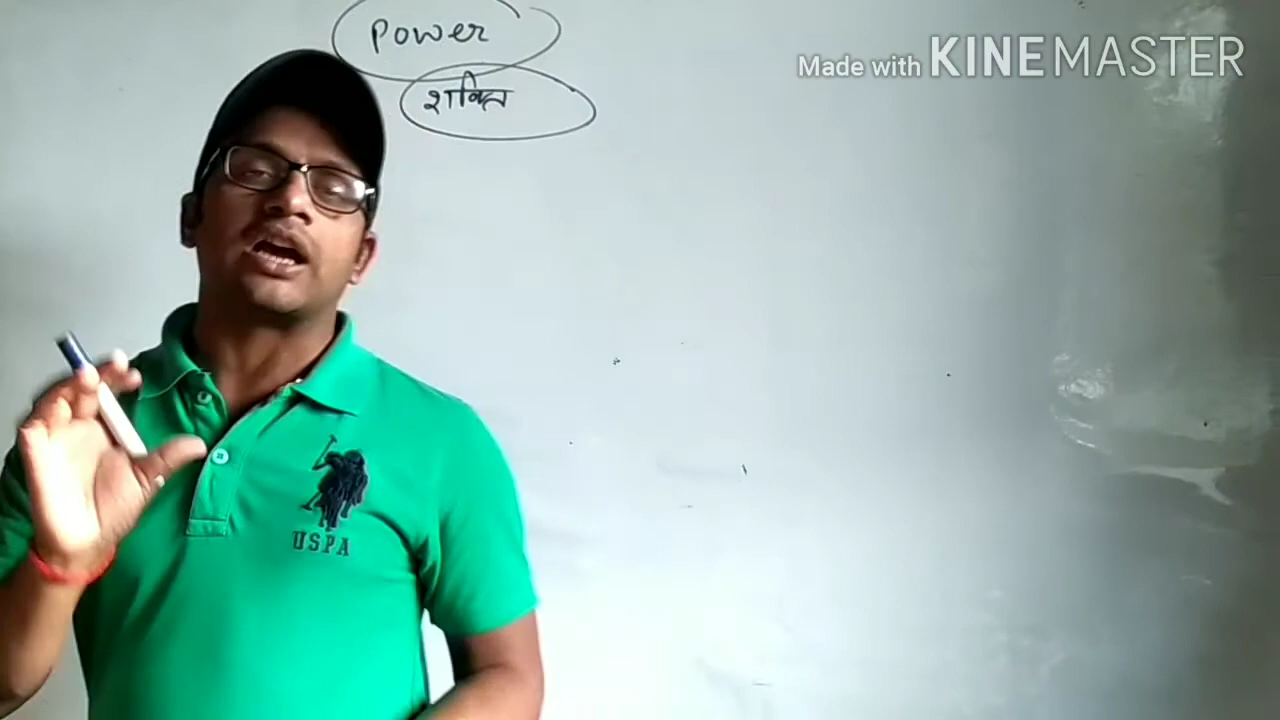 Power
शक्ति
Made with KINEMASTER
USPA